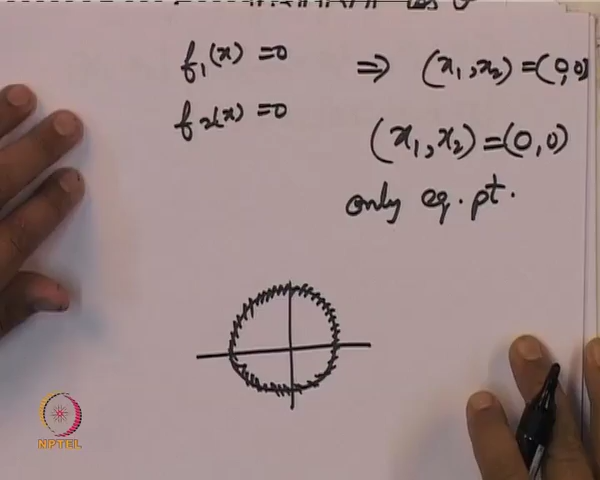 f₁(x) = 0 ⇒ (x₁, x₂) = (0, 0)
f₂(x) = 0
(x₁, x₂) = (0, 0)
only eq. pt.
NPTEL